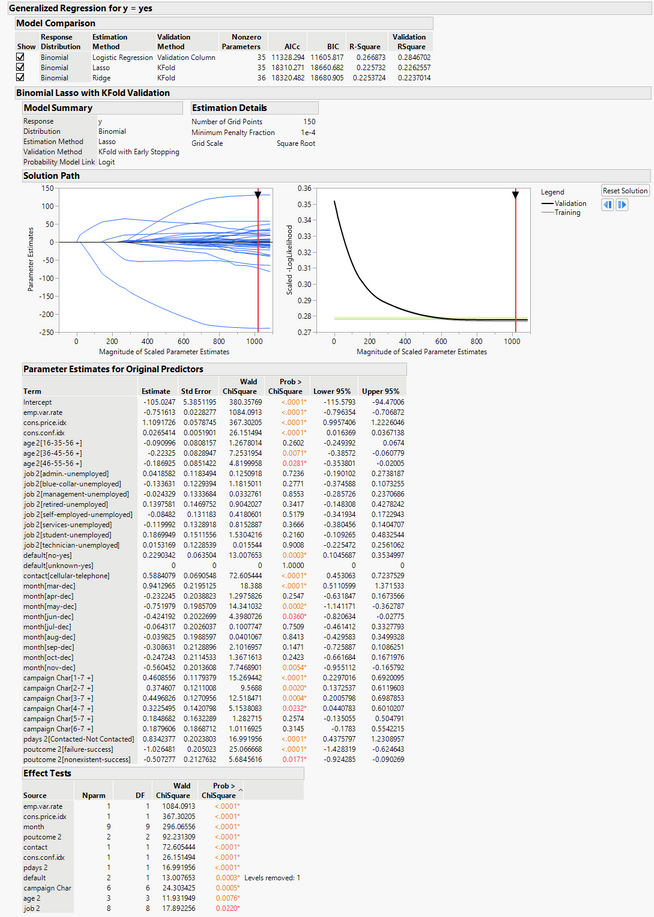 Generalized Regression for y = yes
Model Comparison
Show Response Distribution Estimation Method Validation Method Nonzero Parameters AICc BIC R-Square Validation RSquare
Binomial Logistic Regression Validation Column 35 11328.294 11605.817 0.266873 0.2846702
Binomial Lasso KFold 35 18310.271 18660.682 0.225732 0.2262557
Binomial Ridge KFold 36 18320.482 18680.905 0.2253724 0.2237014
Binomial Lasso with KFold Validation
Model Summary
Response y
Distribution Binomial
Estimation Method Lasso
Validation Method KFold with Early Stopping
Probability Model Link Logit
Estimation Details
Number of Grid Points 150
Minimum Penalty Fraction 1e-4
Grid Scale Square Root
Solution Path
Parameter Estimates
150
100
50
0
-50
-100
-150
-200
-250
0 200 400 600 800 1000
Magnitude of Scaled Parameter Estimates
Scaled -LogLikelihood
0.36
0.35
0.34
0.33
0.32
0.31
0.30
0.29
0.28
0.27
0 200 400 600 800 1000
Magnitude of Scaled Parameter Estimates
Legend
Validation
Training
Reset Solution
Parameter Estimates for Original Predictors
Term Estimate Std Error Wald ChiSquare Prob > ChiSquare Lower 95% Upper 95%
Intercept -105.0247 5.3851195 380.35769 <.0001* -115.5793 -94.47006
emp.var.rate -0.751613 0.0228277 1084.0913 <.0001* -0.796354 -0.706872
cons.price.idx 1.1091726 0.0578745 367.30205 <.0001* 0.9957406 1.2226046
cons.conf.idx 0.0265414 0.0051901 26.151494 <.0001* 0.016369 0.0367138
age 2[16-35-56 +] -0.090996 0.0808157 1.2678014 0.2602 -0.249392 0.0674
age 2[36-45-56 +] -0.22325 0.0828947 7.2531954 0.0071* -0.38572 -0.060779
age 2[46-55-56 +] -0.186925 0.0851422 4.8199958 0.0281* -0.353801 -0.02005
job 2[admin.-unemployed] 0.0418582 0.1183494 0.1250918 0.7236 -0.190102 0.2738187
job 2[blue-collar-unemployed] -0.133631 0.1229394 1.1815011 0.2771 -0.374588 0.1073255
job 2[management-unemployed] -0.024329 0.1333684 0.0332761 0.8553 -0.285726 0.2370686
job 2[retired-unemployed] 0.1397581 0.1469752 0.9042027 0.3417 -0.148308 0.4278242
job 2[self-employed-unemployed] -0.08482 0.131183 0.4180601 0.5179 -0.341934 0.1722943
job 2[services-unemployed] -0.119992 0.1328918 0.8152887 0.3666 -0.380456 0.1404707
job 2[student-unemployed] 0.1869949 0.1511556 1.5304216 0.2160 -0.109265 0.4832544
job 2[technician-unemployed] 0.0153169 0.1228539 0.015544 0.9008 -0.225472 0.2561062
default[no-yes] 0.2290342 0.063504 13.007653 0.0003* 0.1045687 0.3534997
default[unknown-yes] 0 0 0 1.0000 0 0
contact[cellular-telephone] 0.5884079 0.0690548 72.605444 <.0001* 0.453063 0.7237529
month[mar-dec] 0.9412965 0.2195125 18.388 <.0001* 0.5110599 1.371533
month[apr-dec] -0.232245 0.2038823 1.2975826 0.2547 -0.631847 0.1673566
month[may-dec] -0.751979 0.1985709 14.341032 0.0002* -1.141171 -0.362787
month[jun-dec] -0.424192 0.2022699 4.3980726 0.0360* -0.820634 -0.02775
month[jul-dec] -0.064317 0.2026037 0.1007747 0.7509 -0.461412 0.3327793
month[aug-dec] -0.039825 0.1988597 0.0401067 0.8413 -0.429583 0.3499328
month[sep-dec] -0.308631 0.2128896 2.1016957 0.1471 -0.725887 0.1086251
month[oct-dec] -0.247243 0.2114533 1.3671613 0.2423 -0.661684 0.1671976
month[nov-dec] -0.560452 0.2013608 7.7468901 0.0054* -0.955112 -0.165792
campaign Char[1-7 +] 0.4608556 0.1179375 15.269442 <.0001* 0.2297016 0.6920095
campaign Char[2-7 +] 0.374607 0.1211008 9.5688 0.0020* 0.1372537 0.6119603
campaign Char[3-7 +] 0.4496826 0.1270956 12.518471 0.0004* 0.2005798 0.6987853
campaign Char[4-7 +] 0.3225495 0.1420798 5.1538083 0.0232* 0.0440783 0.6010207
campaign Char[5-7 +] 0.1848682 0.1632289 1.282715 0.2574 -0.135055 0.504791
campaign Char[6-7 +] 0.1879606 0.1868712 1.0116925 0.3145 -0.1783 0.5542215
pdays 2[Contacted-Not Contacted] 0.8342377 0.2023803 16.991956 <.0001* 0.4375797 1.2308957
poutcome 2[failure-success] -1.026481 0.205023 25.066668 <.0001* -1.428319 -0.624643
poutcome 2[nonexistent-success] -0.507277 0.2127632 5.6845616 0.0171* -0.924285 -0.090269
Effect Tests
Source Nparm DF Wald ChiSquare Prob > ChiSquare
emp.var.rate 1 1 1084.0913 <.0001*
cons.price.idx 1 1 367.30205 <.0001*
month 9 9 296.06556 <.0001*
poutcome 2 2 2 92.231309 <.0001*
contact 1 1 72.605444 <.0001*
cons.conf.idx 1 1 26.151494 <.0001*
pdays 2 1 1 16.991956 <.0001*
default 2 1 13.007653 0.0003* Levels removed: 1
campaign Char 6 6 24.303425 0.0005*
age 2 3 3 11.931949 0.0076*
job 2 8 8 17.892256 0.0220*